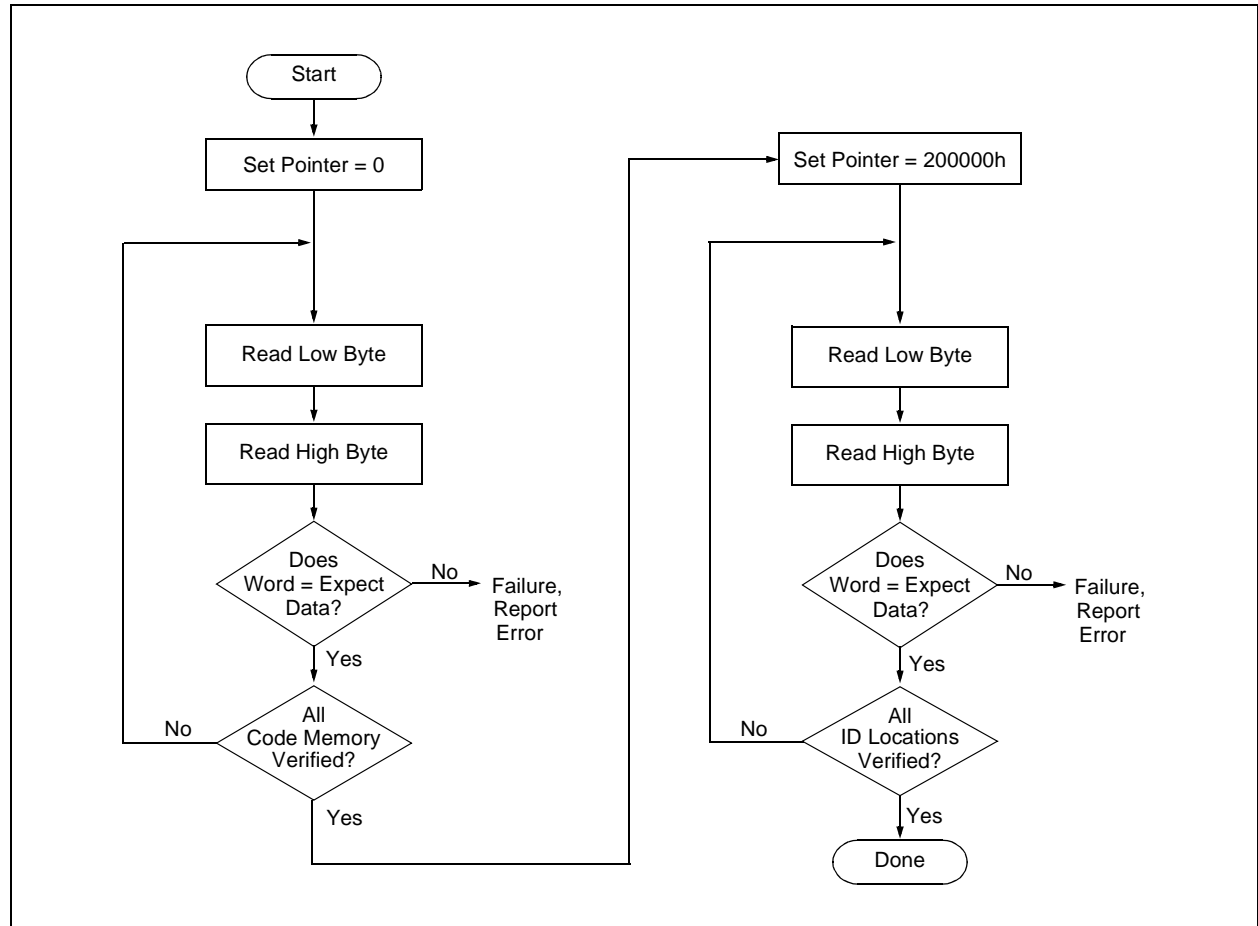 Start
Set Pointer = 0
Read Low Byte
Read High Byte
Does
Word = Expect
Data?
No
Failure,
Report
Error
Yes
All
Code Memory
Verified?
No
Yes
Set Pointer = 200000h
Read Low Byte
Read High Byte
Does
Word = Expect
Data?
No
Failure,
Report
Error
Yes
All
ID Locations
Verified?
No
Yes
Done